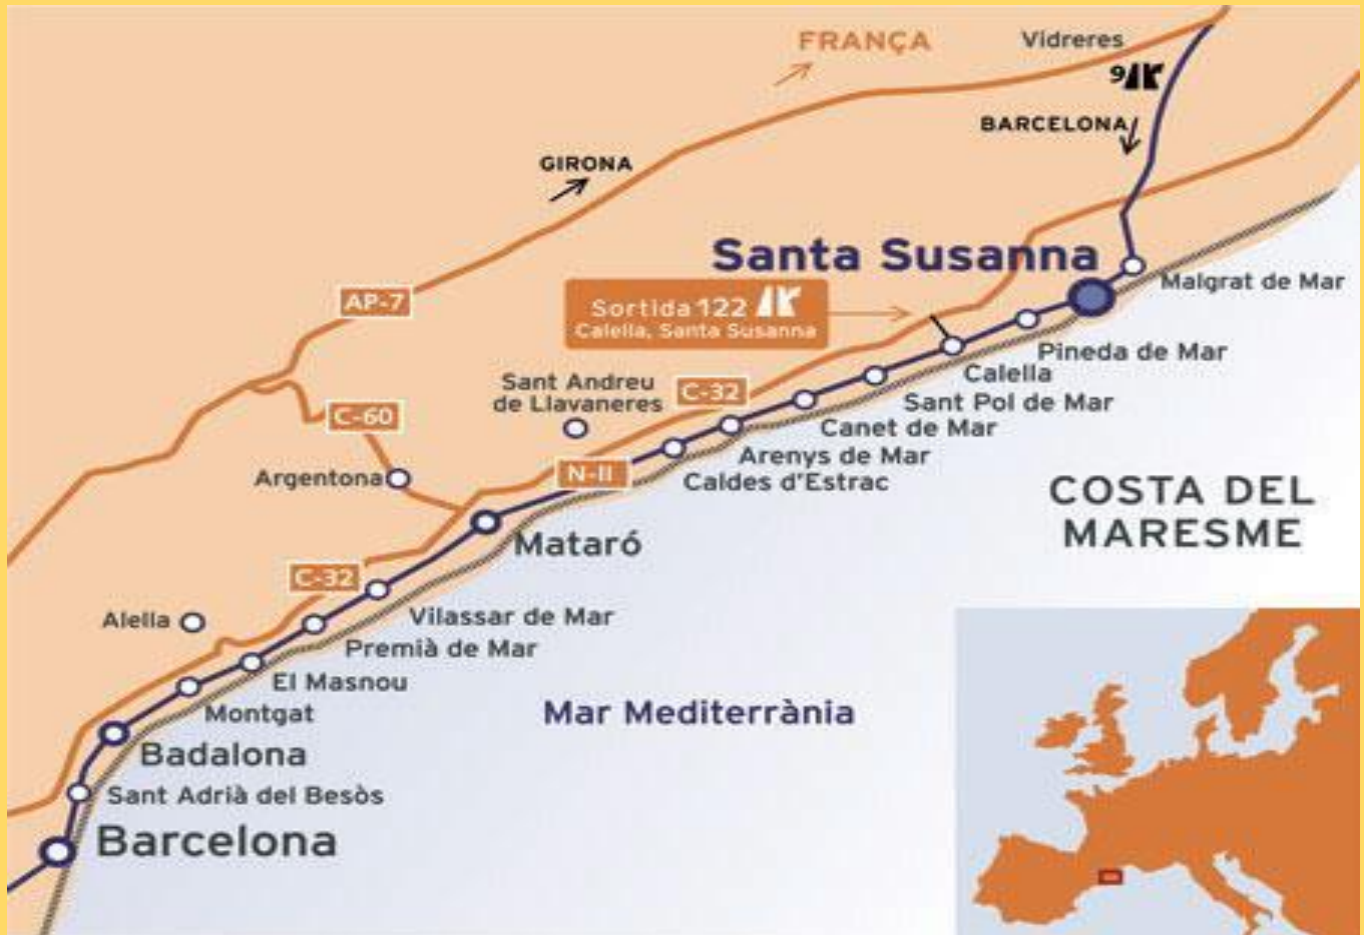 FRANÇA
Vidreres
9
BARCELONA
GIRONA
Santa Susanna
Malgrat de Mar
AP-7
Sortida 122
Calella, Santa Susanna
Pineda de Mar
Calella
Sant Andreu
de Llavaneres
C-32
Sant Pol de Mar
C-60
Canet de Mar
Arenys de Mar
Argentona
N-II
Caldes d'Estrac
COSTA DEL
MARESME
Mataró
C-32
Alella
Vilassar de Mar
Premià de Mar
El Masnou
Montgat
Mar Mediterrània
Badalona
Sant Adrià del Besòs
Barcelona